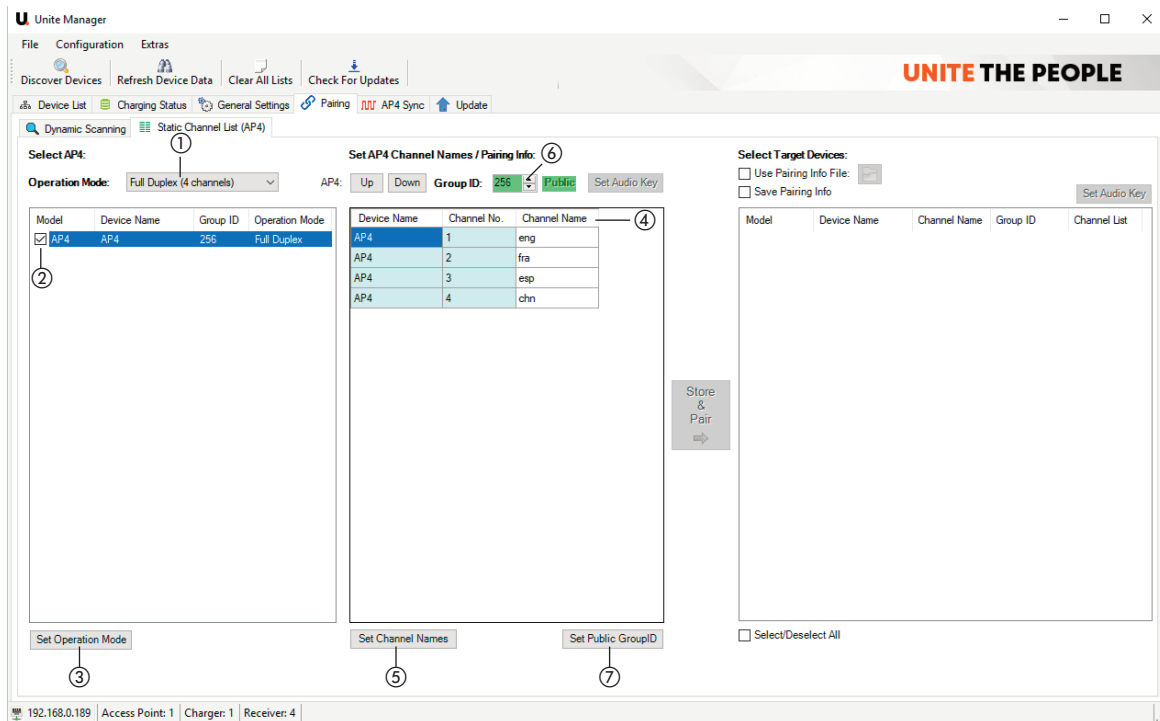 U. Unite Manager
File Configuration Extras
Discover Devices Refresh Device Data Clear All Lists Check For Updates
UNITE THE PEOPLE
Device List Charging Status General Settings Pairing AP4 Sync Update
Dynamic Scanning Static Channel List (AP4)
Select AP4:
1
Operation Mode: Full Duplex (4 channels)
Model Device Name Group ID Operation Mode
AP4 AP4 256 Full Duplex
2
Set Operation Mode
3
Set AP4 Channel Names / Pairing Info: 6
AP4: Up Down Group ID: 256 Public Set Audio Key
Device Name Channel No. Channel Name 4
AP4 1 eng
AP4 2 fra
AP4 3 esp
AP4 4 chn
Set Channel Names Set Public GroupID
5 7
Store
&
Pair
Select Target Devices:
Use Pairing Info File:
Save Pairing Info Set Audio Key
Model Device Name Channel Name Group ID Channel List
Select/Deselect All
192.168.0.189 Access Point: 1 Charger: 1 Receiver: 4